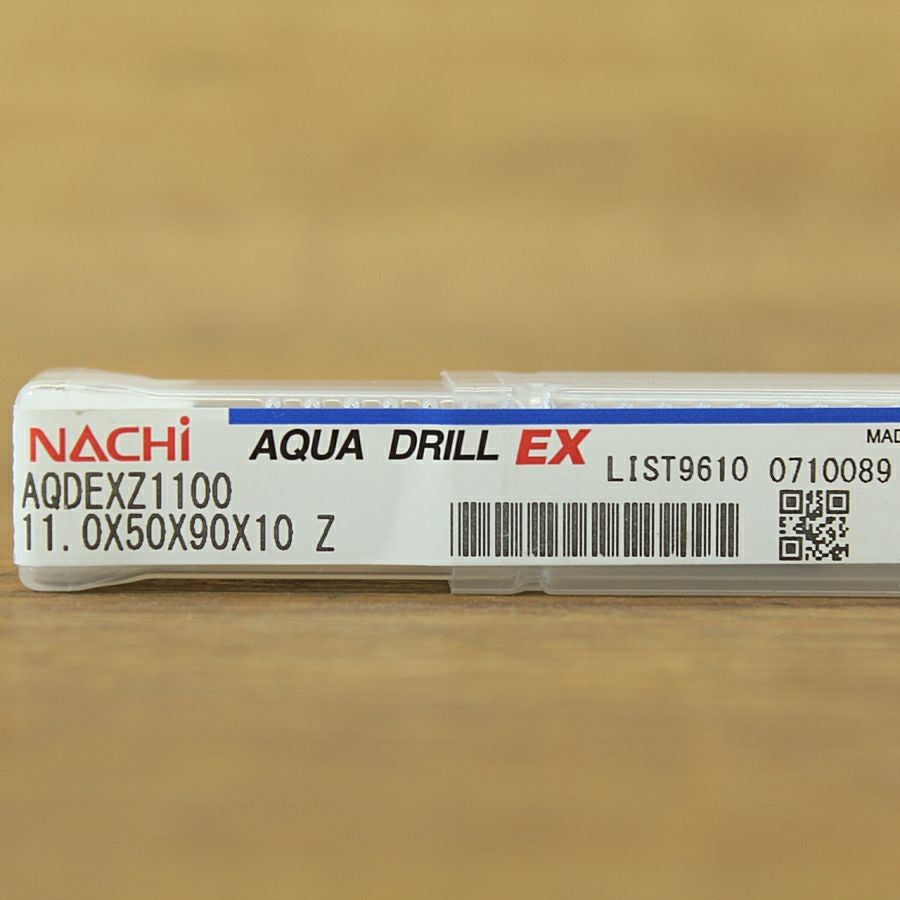 NACHi AQUA DRILL EX
AQDEXZ1100 LIST9610 0710089
11.0X50X90X10 Z